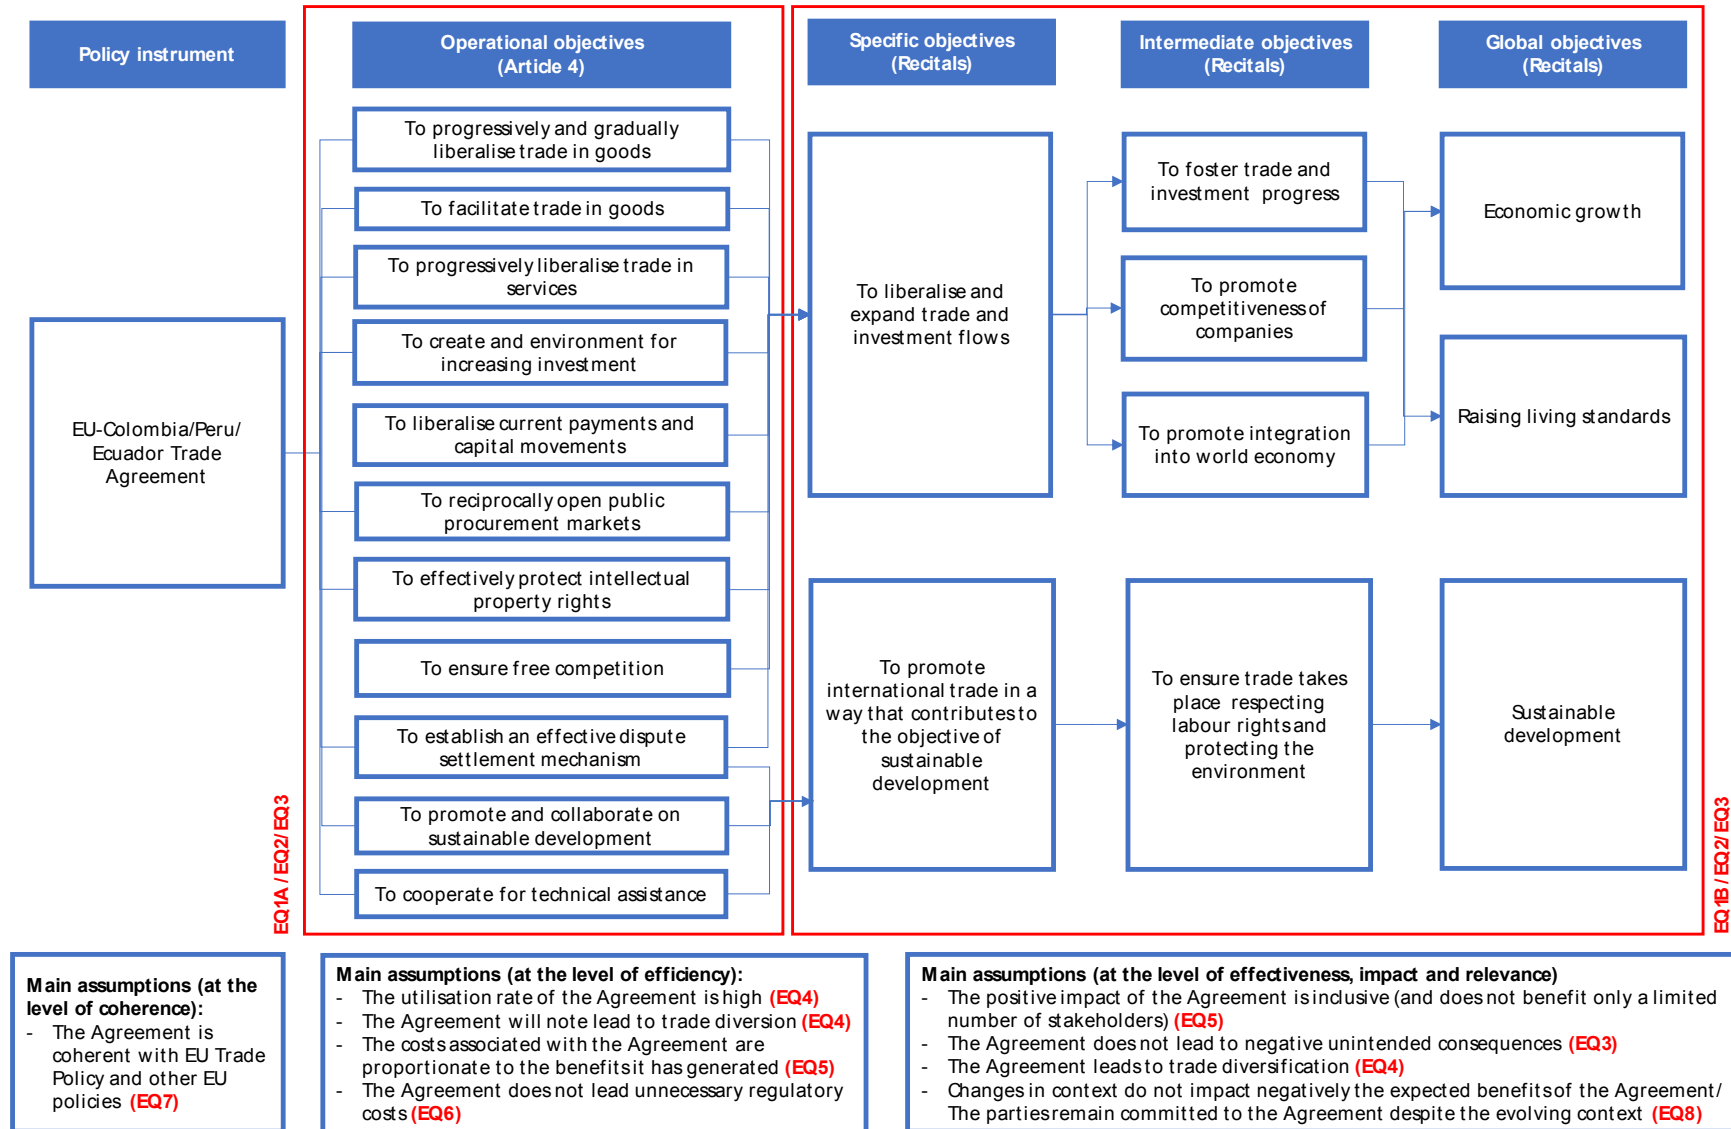 Policy instrument
Operational objectives
(Article 4)
Specific objectives
(Recitals)
Intermediate objectives
(Recitals)
Global objectives
(Recitals)
EU-Colombia/Peru/
Ecuador Trade
Agreement
To progressively and gradually
liberalise trade in goods
To facilitate trade in goods
To progressively liberalise trade in
services
To create and environment for
increasing investment
To liberalise current payments and
capital movements
To reciprocally open public
procurement markets
To effectively protect intellectual
property rights
To ensure free competition
To establish an effective dispute
settlement mechanism
To promote and collaborate on
sustainable development
To cooperate for technical assistance
EQ1A / EQ2/ EQ3
To liberalise and
expand trade and
investment flows
To promote
international trade in a
way that contributes to
the objective of
sustainable
development
To foster trade and
investment progress
To promote
competitiveness of
companies
To promote integration
into world economy
To ensure trade takes
place respecting
labour rights and
protecting the
environment
Economic growth
Raising living standards
Sustainable
development
EQ1B / EQ2/ EQ3
Main assumptions (at the
level of coherence):
- The Agreement is
coherent with EU Trade
Policy and other EU
policies (EQ7)
Main assumptions (at the level of efficiency):
- The utilisation rate of the Agreement is high (EQ4)
- The Agreement will note lead to trade diversion (EQ4)
- The costs associated with the Agreement are
proportionate to the benefits it has generated (EQ5)
- The Agreement does not lead unnecessary regulatory
costs (EQ6)
Main assumptions (at the level of effectiveness, impact and relevance)
- The positive impact of the Agreement is inclusive (and does not benefit only a limited
number of stakeholders) (EQ5)
- The Agreement does not lead to negative unintended consequences (EQ3)
- The Agreement leads to trade diversification (EQ4)
- Changes in context do not impact negatively the expected benefits of the Agreement/
The parties remain committed to the Agreement despite the evolving context (EQ8)